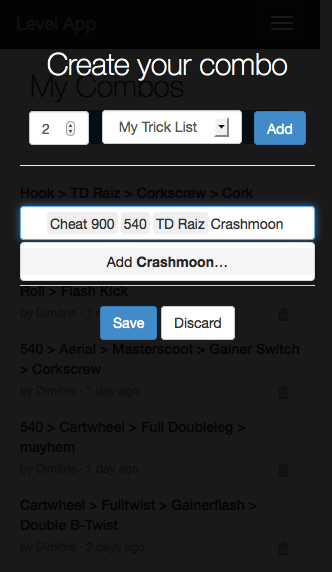 Level App
Create your combo
My Combos
2
My Trick List
Add
Hook > TD Raiz > Corkscrew > Cork
Cheat 900 540 TD Raiz Crashmoon
Add Crashmoon…
Roll > Flash Kick
by Dimitris · 1 d
Save
Discard
540 > Aerial > Masterscoot > Gainer Switch
> Corkscrew
by Dimitris · 1 day ago
540 > Cartwheel > Full Doubleleg >
mayhem
by Dimitris · 1 day ago
Cartwheel > Fulltwist > Gainerflash >
Double B-Twist
by Dimitris · 2 days ago